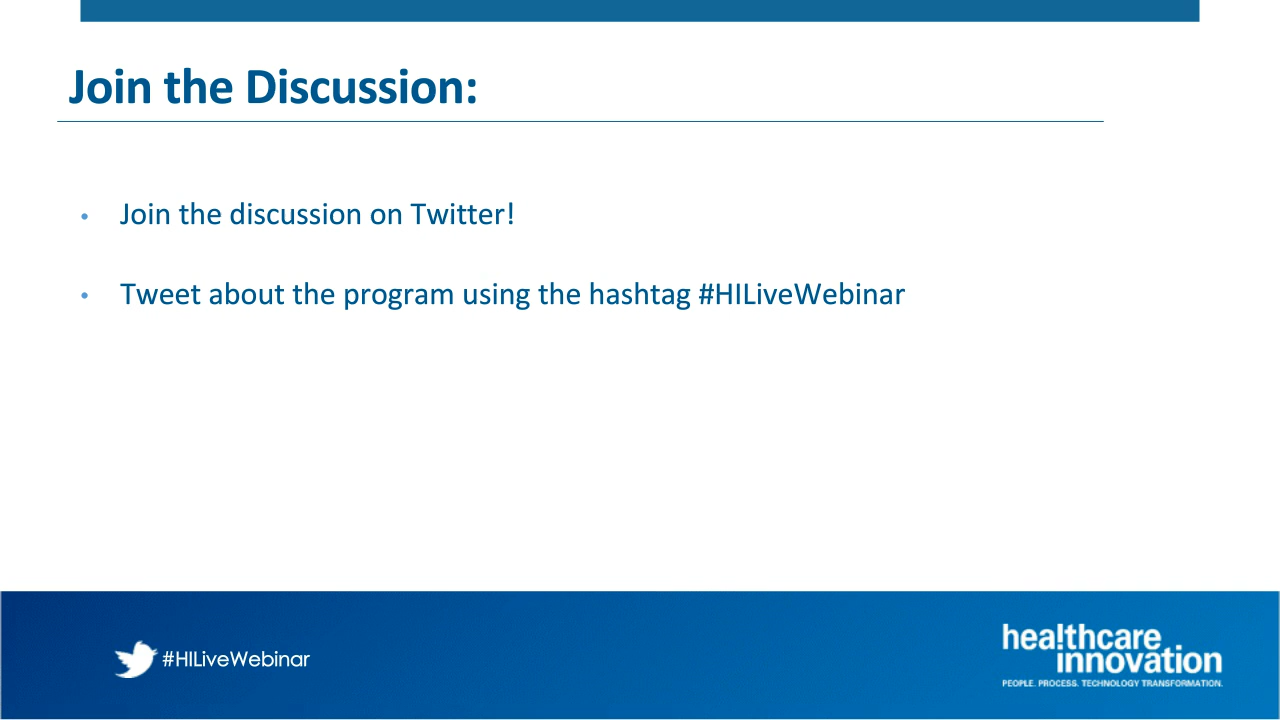 Join the Discussion:
• Join the discussion on Twitter!
• Tweet about the program using the hashtag #HILiveWebinar
#HILiveWebinar
healthcare
innovation
PEOPLE. PROCESS. TECHNOLOGY TRANSFORMATION.